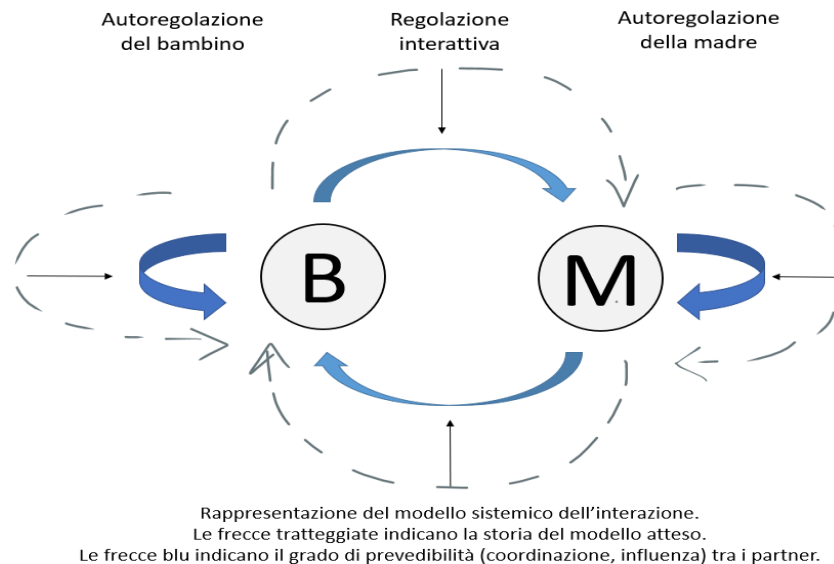 Autoregolazione
del bambino
Regolazione
interattiva
Autoregolazione
della madre
B
M
Rappresentazione del modello sistemico dell'interazione.
Le frecce tratteggiate indicano la storia del modello atteso.
Le frecce blu indicano il grado di prevedibilità (coordinazione, influenza) tra i partner.